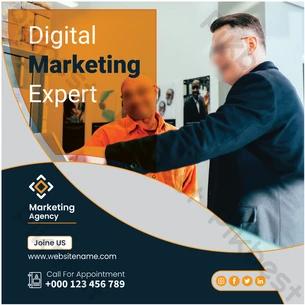 Digital
Marketing
Expert
Marketing
Agency
Joine US
www.websitename.com
Call For Appointment
+000 123 456 789